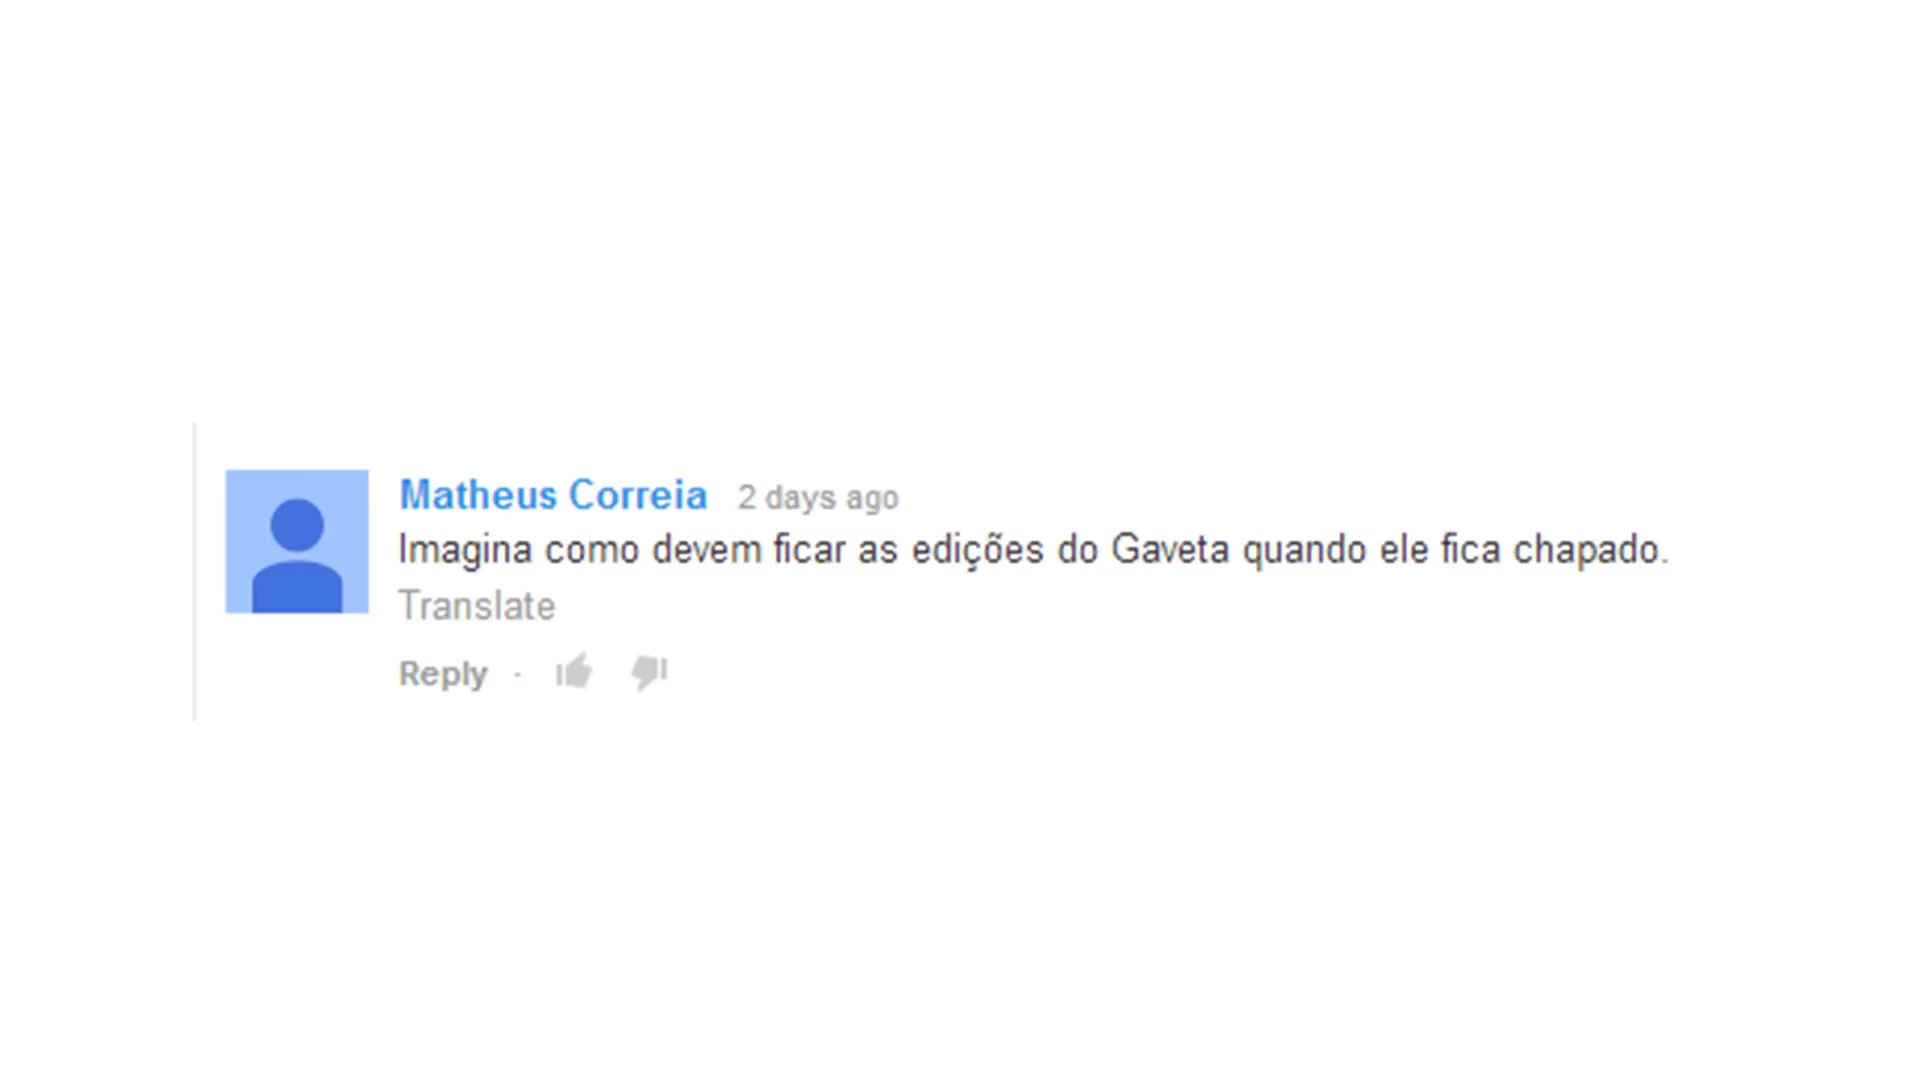 Matheus Correia 2 days ago
Imagina como devem ficar as edições do Gaveta quando ele fica chapado.
Translate
Reply ·